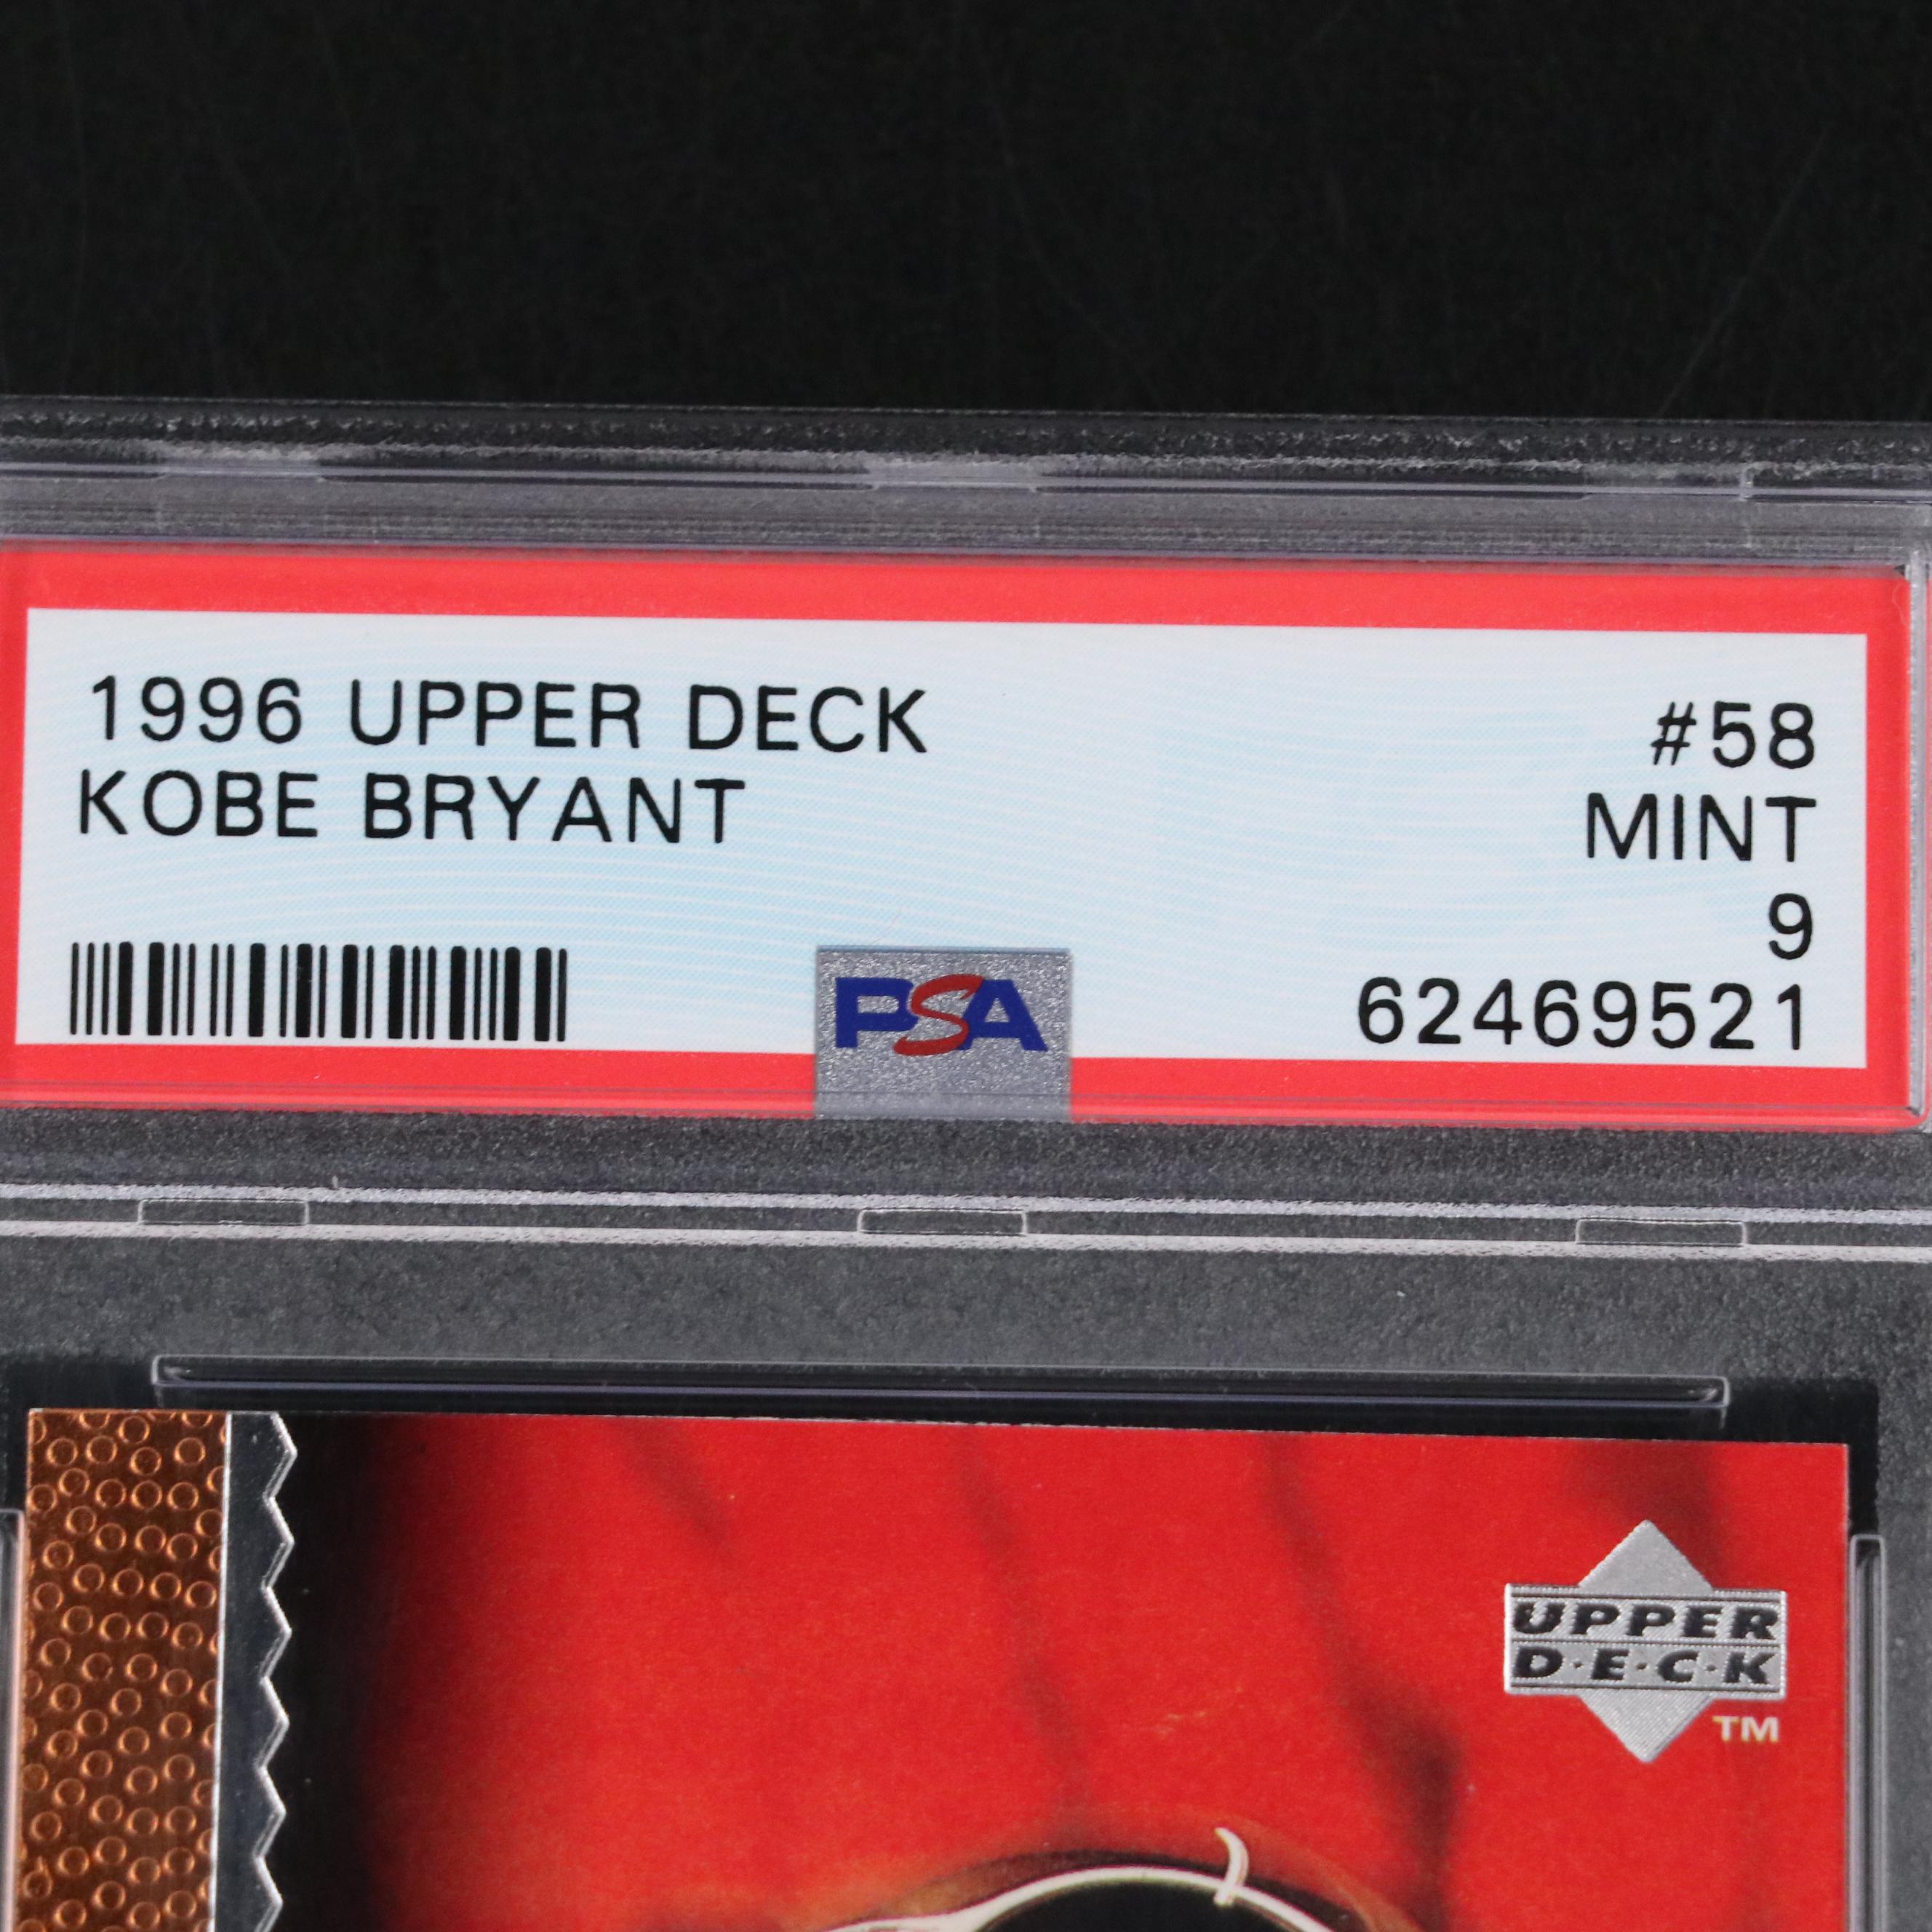 1996 UPPER DECK #58
KOBE BRYANT MINT
9
PSA 62469521
UPPER
D·E·C·K
TM